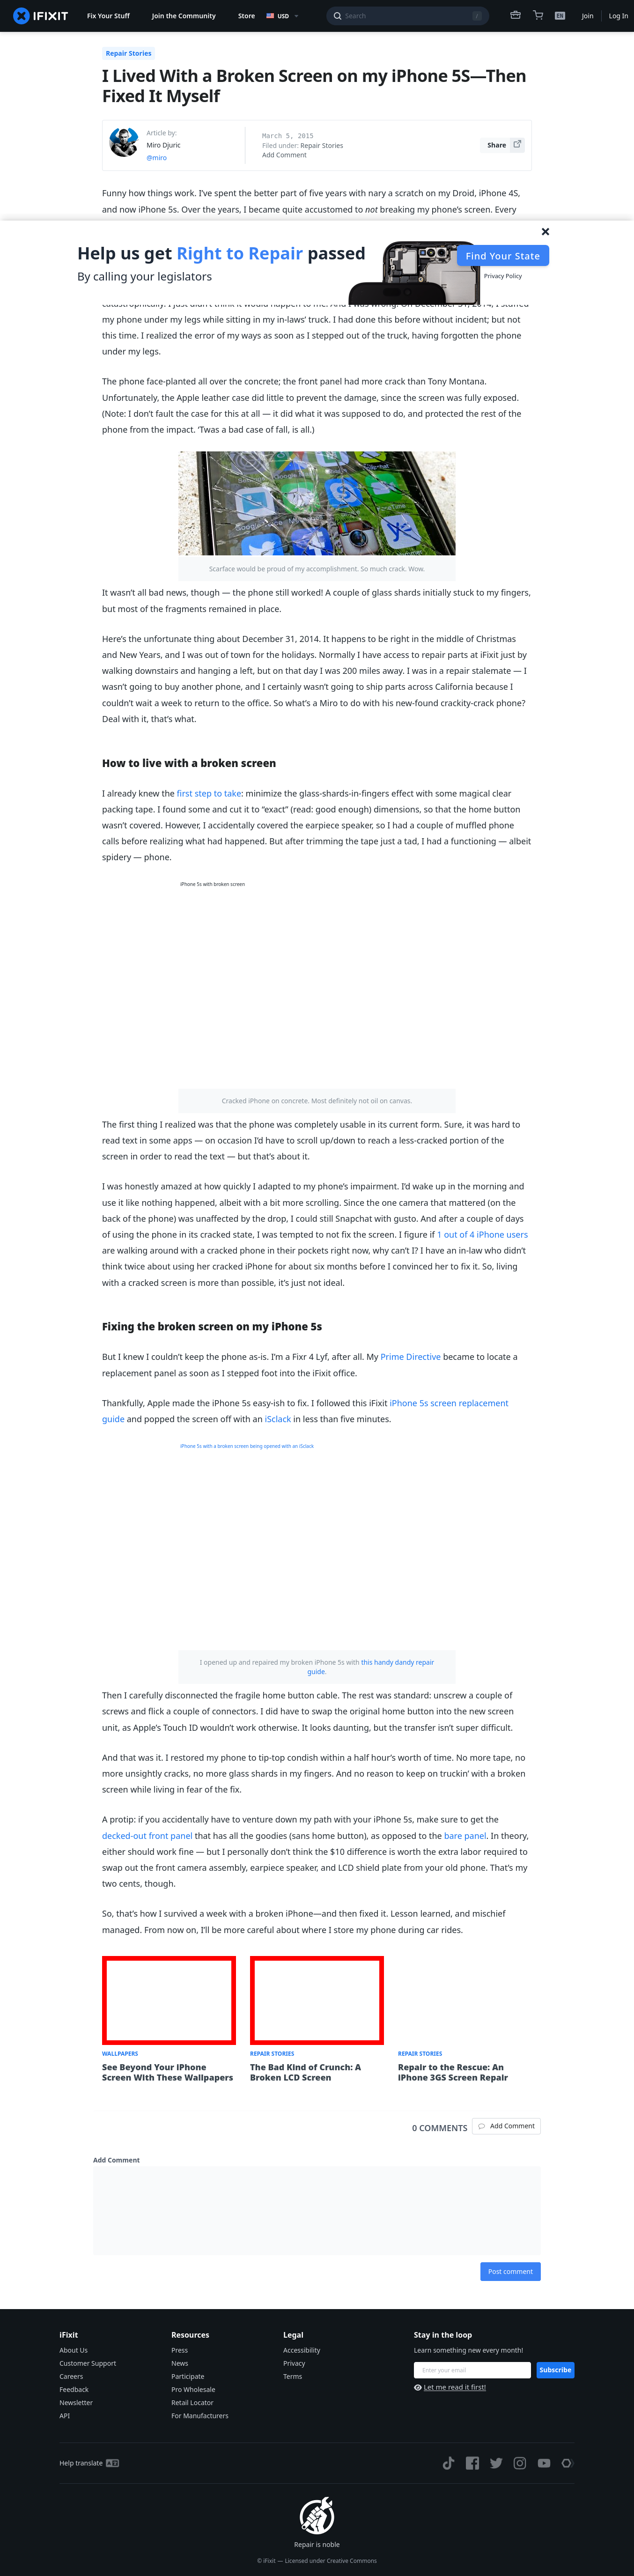 IFIXIT
Fix Your Stuff
Join the Community
Store
USD
Search
/
EN
Join
Log In
Repair Stories
I Lived With a Broken Screen on my iPhone 5S—Then
Fixed It Myself
Article by:
Miro Djuric
@miro
March 5, 2015
Filed under: Repair Stories
Add Comment
Share
Funny how things work. I’ve spent the better part of five years with nary a scratch on my Droid, iPhone 4S,
and now iPhone 5s. Over the years, I became quite accustomed to not breaking my phone’s screen. Every
Help us get Right to Repair passed
By calling your legislators
Find Your State
Privacy Policy
my phone under my legs while sitting in my in-laws’ truck. I had done this before without incident; but not
this time. I realized the error of my ways as soon as I stepped out of the truck, having forgotten the phone
under my legs.
The phone face-planted all over the concrete; the front panel had more crack than Tony Montana.
Unfortunately, the Apple leather case did little to prevent the damage, since the screen was fully exposed.
(Note: I don’t fault the case for this at all — it did what it was supposed to do, and protected the rest of the
phone from the impact. ‘Twas a bad case of fall, is all.)
Scarface would be proud of my accomplishment. So much crack. Wow.
It wasn’t all bad news, though — the phone still worked! A couple of glass shards initially stuck to my fingers,
but most of the fragments remained in place.
Here’s the unfortunate thing about December 31, 2014. It happens to be right in the middle of Christmas
and New Years, and I was out of town for the holidays. Normally I have access to repair parts at iFixit just by
walking downstairs and hanging a left, but on that day I was 200 miles away. I was in a repair stalemate — I
wasn’t going to buy another phone, and I certainly wasn’t going to ship parts across California because I
couldn’t wait a week to return to the office. So what’s a Miro to do with his new-found crackity-crack phone?
Deal with it, that’s what.
How to live with a broken screen
I already knew the first step to take: minimize the glass-shards-in-fingers effect with some magical clear
packing tape. I found some and cut it to “exact” (read: good enough) dimensions, so that the home button
wasn’t covered. However, I accidentally covered the earpiece speaker, so I had a couple of muffled phone
calls before realizing what had happened. But after trimming the tape just a tad, I had a functioning — albeit
spidery — phone.
iPhone 5s with broken screen
Cracked iPhone on concrete. Most definitely not oil on canvas.
The first thing I realized was that the phone was completely usable in its current form. Sure, it was hard to
read text in some apps — on occasion I’d have to scroll up/down to reach a less-cracked portion of the
screen in order to read the text — but that’s about it.
I was honestly amazed at how quickly I adapted to my phone’s impairment. I’d wake up in the morning and
use it like nothing happened, albeit with a bit more scrolling. Since the one camera that mattered (on the
back of the phone) was unaffected by the drop, I could still Snapchat with gusto. And after a couple of days
of using the phone in its cracked state, I was tempted to not fix the screen. I figure if 1 out of 4 iPhone users
are walking around with a cracked phone in their pockets right now, why can’t I? I have an in-law who didn’t
think twice about using her cracked iPhone for about six months before I convinced her to fix it. So, living
with a cracked screen is more than possible, it’s just not ideal.
Fixing the broken screen on my iPhone 5s
But I knew I couldn’t keep the phone as-is. I’m a Fixr 4 Lyf, after all. My Prime Directive became to locate a
replacement panel as soon as I stepped foot into the iFixit office.
Thankfully, Apple made the iPhone 5s easy-ish to fix. I followed this iFixit iPhone 5s screen replacement
guide and popped the screen off with an iSclack in less than five minutes.
iPhone 5s with a broken screen being opened with an iSclack
I opened up and repaired my broken iPhone 5s with this handy dandy repair
guide.
Then I carefully disconnected the fragile home button cable. The rest was standard: unscrew a couple of
screws and flick a couple of connectors. I did have to swap the original home button into the new screen
unit, as Apple’s Touch ID wouldn’t work otherwise. It looks daunting, but the transfer isn’t super difficult.
And that was it. I restored my phone to tip-top condish within a half hour’s worth of time. No more tape, no
more unsightly cracks, no more glass shards in my fingers. And no reason to keep on truckin’ with a broken
screen while living in fear of the fix.
A protip: if you accidentally have to venture down my path with your iPhone 5s, make sure to get the
decked-out front panel that has all the goodies (sans home button), as opposed to the bare panel. In theory,
either should work fine — but I personally don’t think the $10 difference is worth the extra labor required to
swap out the front camera assembly, earpiece speaker, and LCD shield plate from your old phone. That’s my
two cents, though.
So, that’s how I survived a week with a broken iPhone—and then fixed it. Lesson learned, and mischief
managed. From now on, I’ll be more careful about where I store my phone during car rides.
WALLPAPERS
See Beyond Your iPhone
Screen With These Wallpapers
REPAIR STORIES
The Bad Kind of Crunch: A
Broken LCD Screen
REPAIR STORIES
Repair to the Rescue: An
iPhone 3GS Screen Repair
0 COMMENTS
Add Comment
Add Comment
Post comment
iFixit
About Us
Customer Support
Careers
Feedback
Newsletter
API
Resources
Press
News
Participate
Pro Wholesale
Retail Locator
For Manufacturers
Legal
Accessibility
Privacy
Terms
Stay in the loop
Learn something new every month!
Enter your email
Subscribe
Let me read it first!
Help translate
Repair is noble
© iFixit — Licensed under Creative Commons